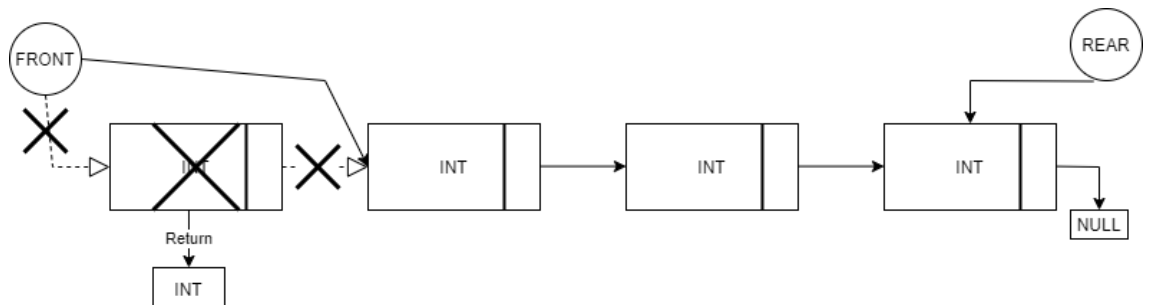 FRONT
REAR
INT
INT
INT
INT
Return
NULL
INT